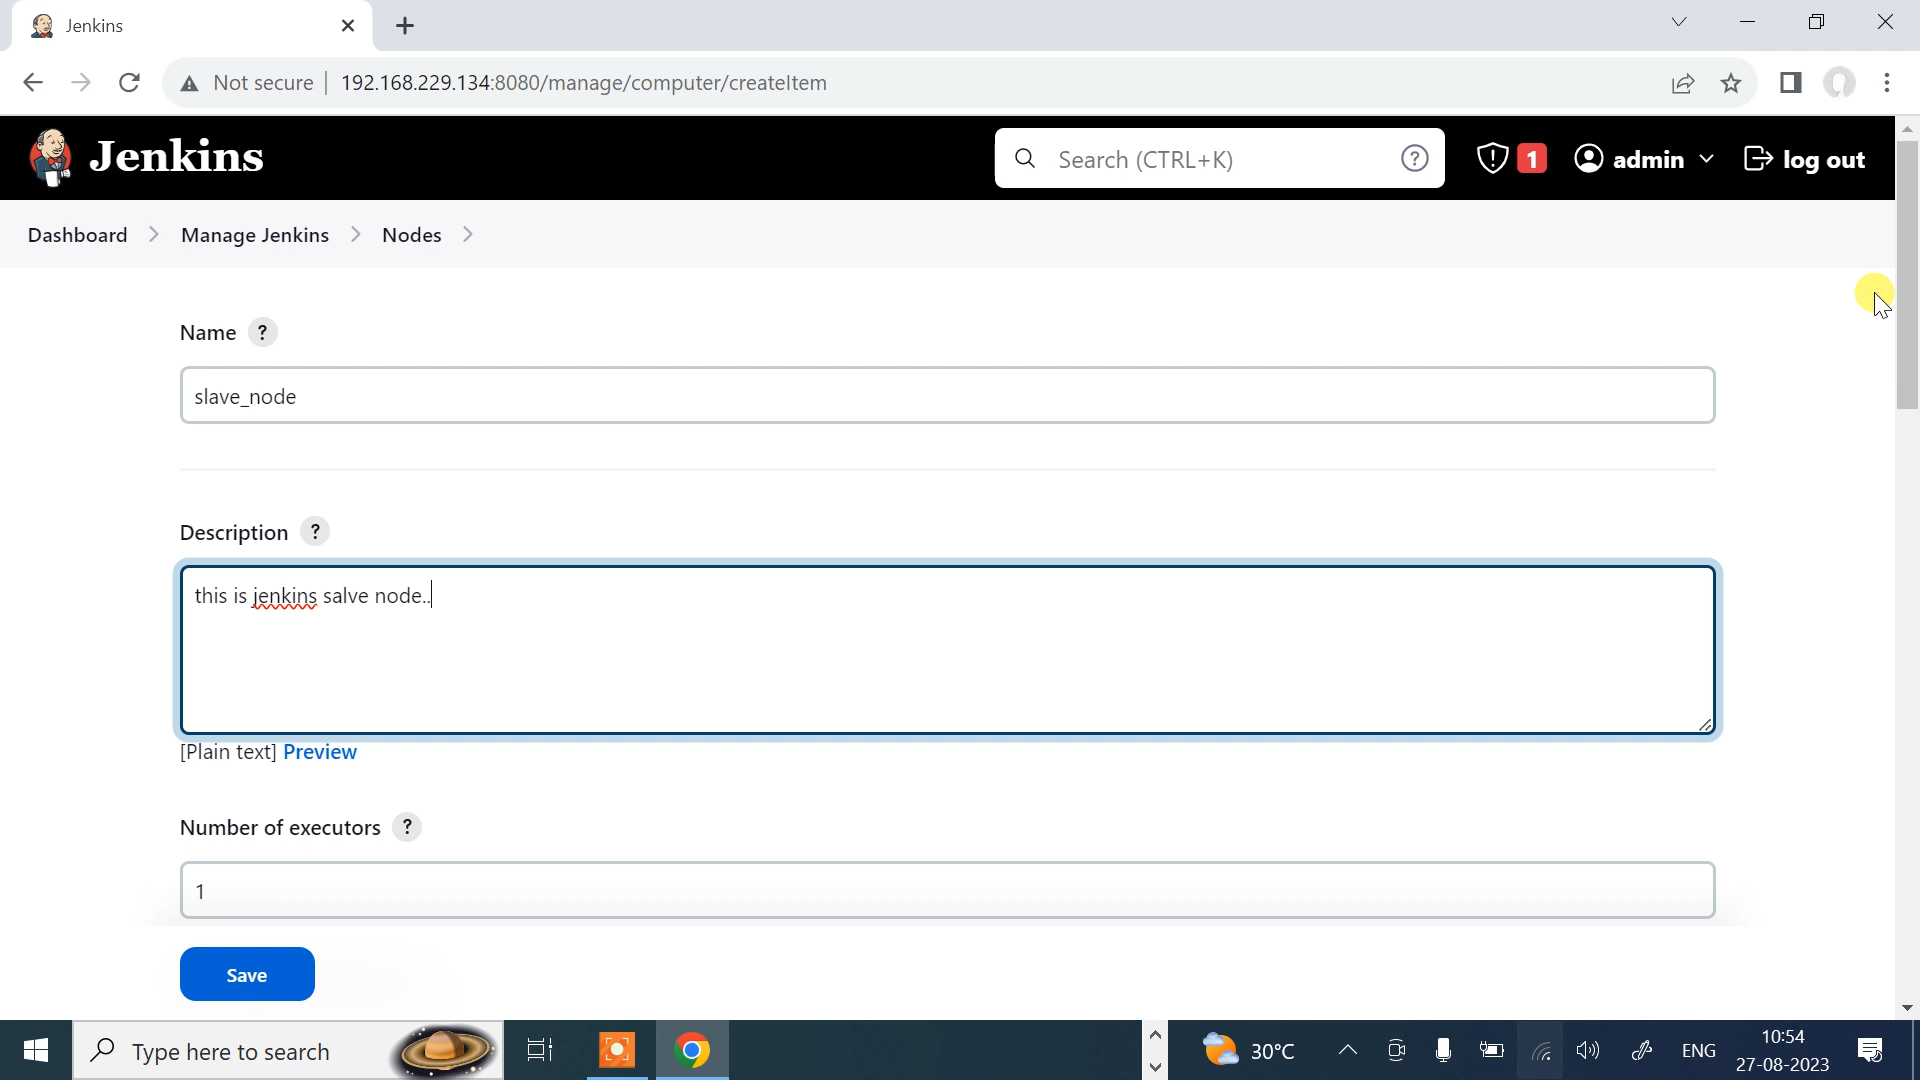 Jenkins
Not secure
192.168.229.134:8080/manage/computer/createItem
Jenkins
Search (CTRL+K)
?
1
admin
log out
Dashboard
Manage Jenkins
Nodes
Name ?
slave_node
Description ?
this is jenkins salve node..
[Plain text] Preview
Number of executors ?
1
Save
Type here to search
30°C
ENG
10:54
27-08-2023